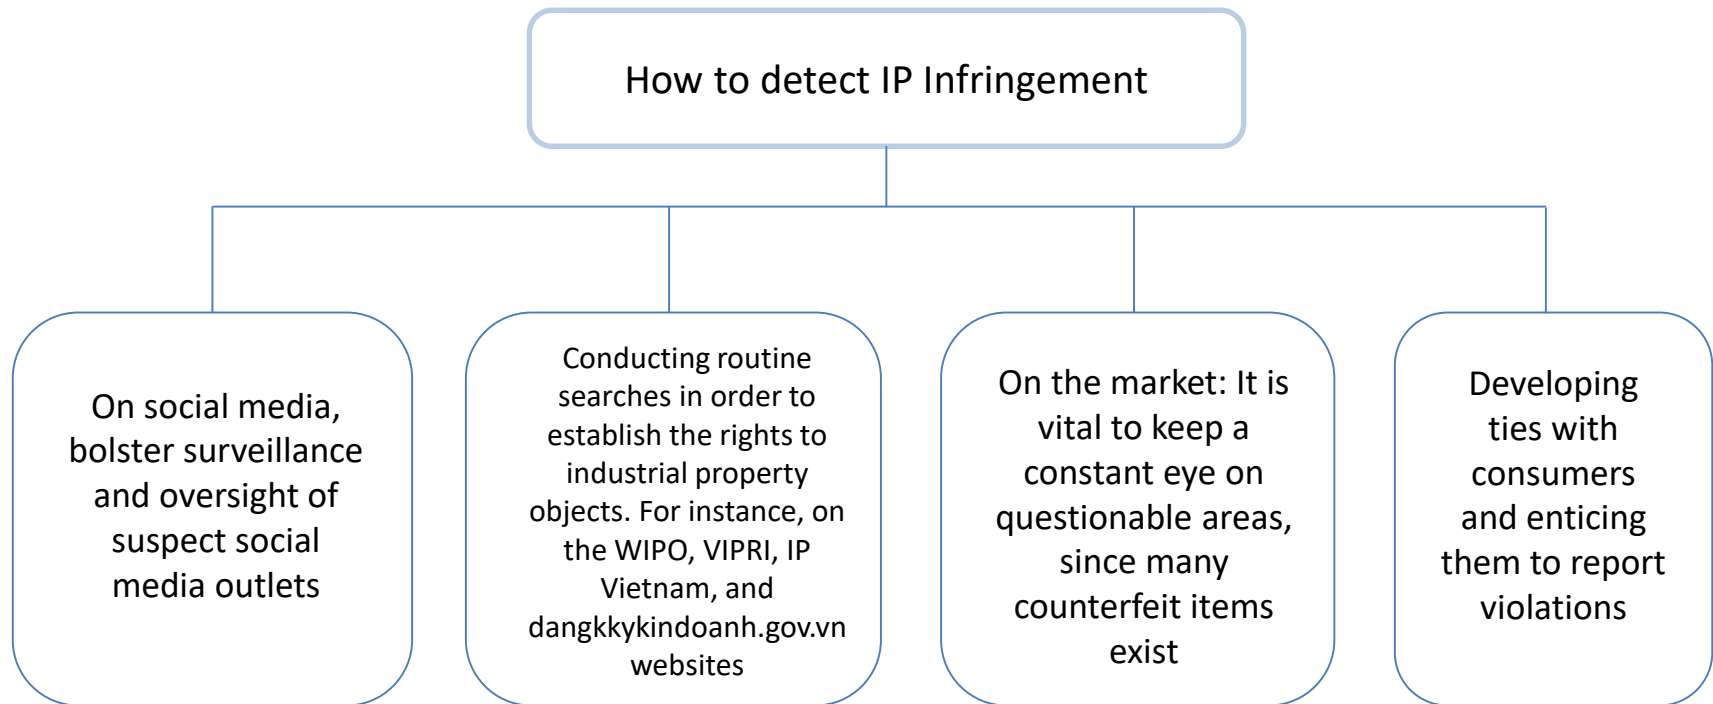 How to detect IP Infringement
On social media,
bolster surveillance
and oversight of
suspect social
media outlets
Conducting routine
searches in order to
establish the rights to
industrial property
objects. For instance, on
the WIPO, VIPRI, IP
Vietnam, and
dangkkykindoanh.gov.vn
websites
On the market: It is
vital to keep a
constant eye on
questionable areas,
since many
counterfeit items
exist
Developing
ties with
consumers
and enticing
them to report
violations